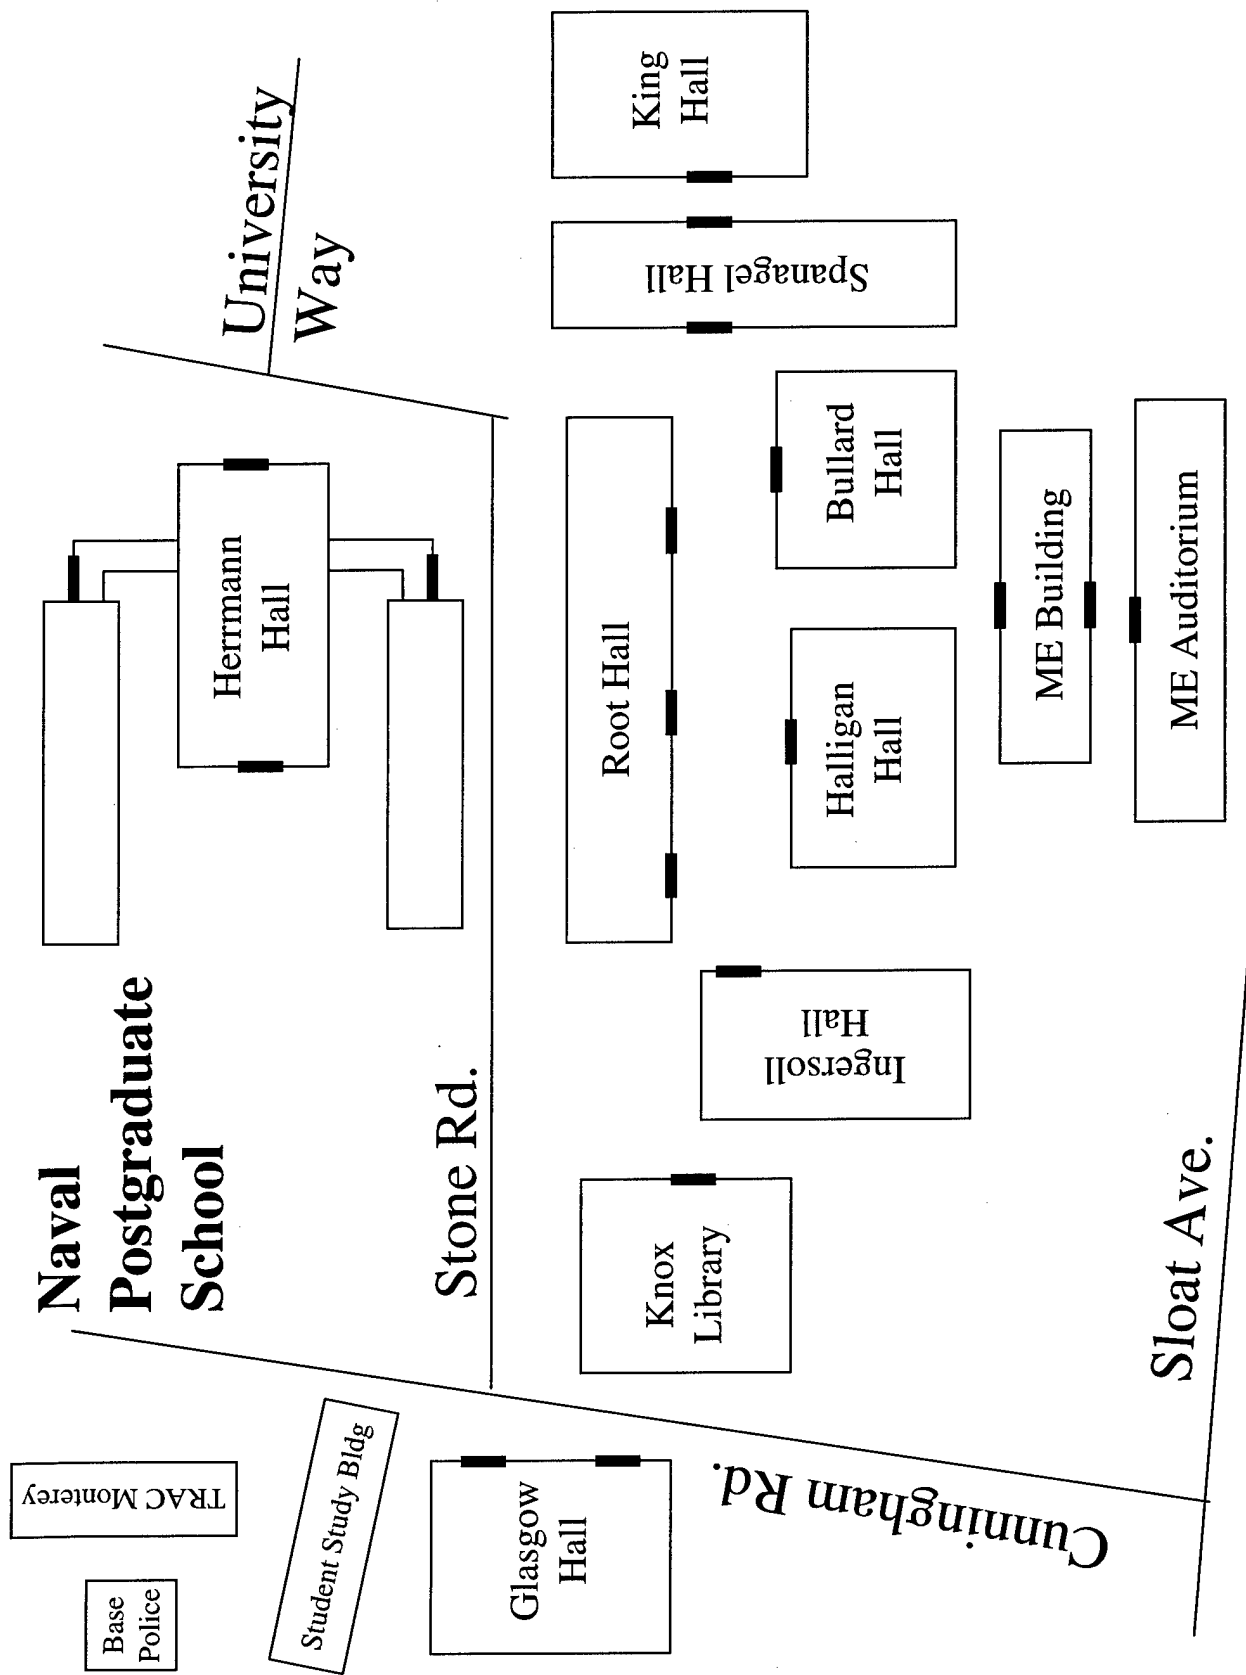 Naval
Postgraduate
School
University
Way
TRAC Monterey
Base
Police
Student Study Bldg
Herrmann
Hall
Stone Rd.
Glasgow
Hall
Knox
Library
Root Hall
King
Hall
Spanagel Hall
Ingersoll
Hall
Halligan
Hall
Bullard
Hall
ME Building
ME Auditorium
Cunningham Rd.
Sloat Ave.